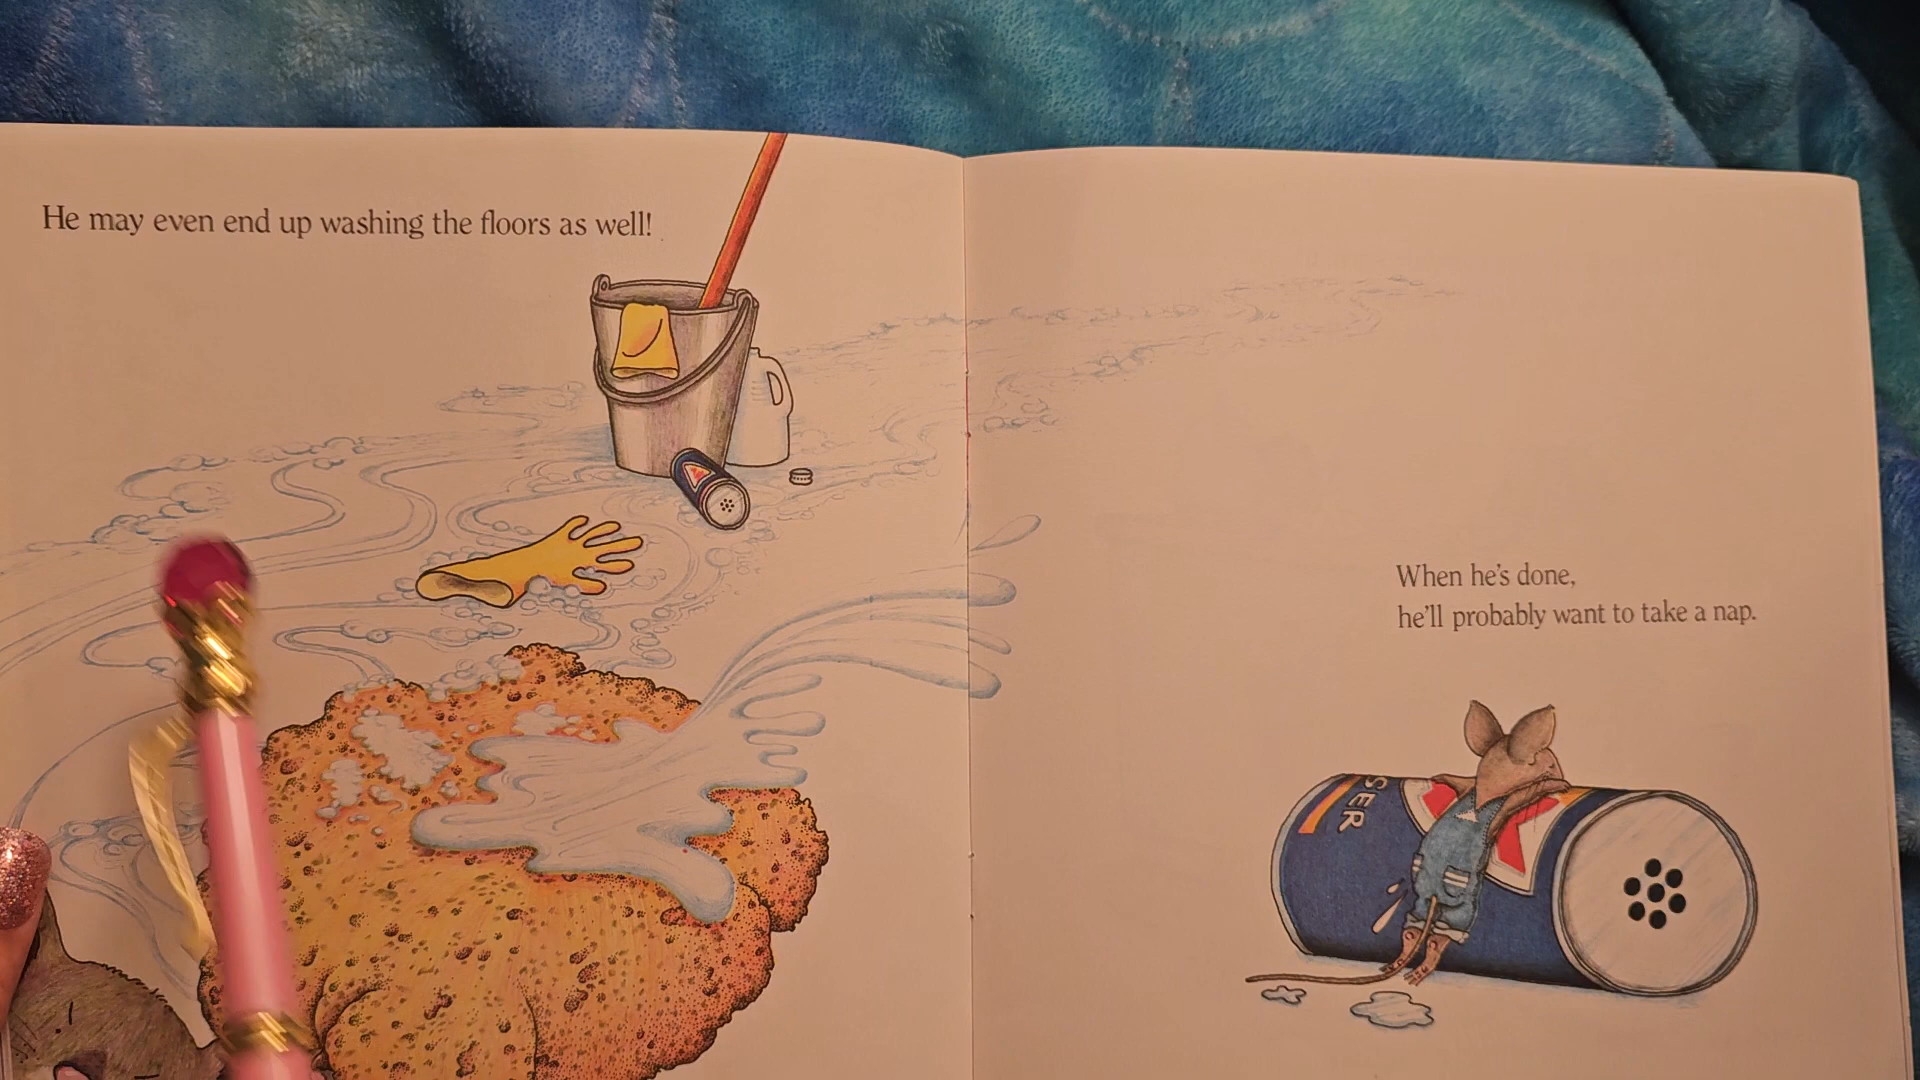 He may even end up washing the floors as well!
When he's done,
he'll probably want to take a nap.
SER